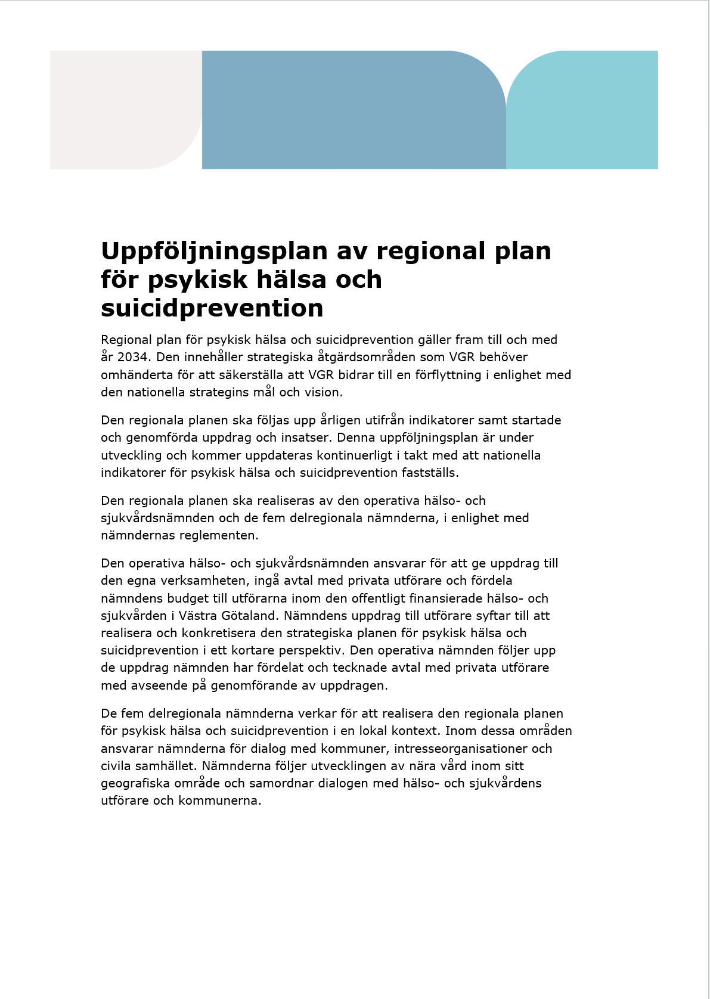 Uppföljningsplan av regional plan
för psykisk hälsa och
suicidprevention
Regional plan för psykisk hälsa och suicidprevention gäller fram till och med
år 2034. Den innehåller strategiska åtgärdsområden som VGR behöver
omhänderta för att säkerställa att VGR bidrar till en förflyttning i enlighet med
den nationella strategins mål och vision.
Den regionala planen ska följas upp årligen utifrån indikatorer samt startade
och genomförda uppdrag och insatser. Denna uppföljningsplan är under
utveckling och kommer uppdateras kontinuerligt i takt med att nationella
indikatorer för psykisk hälsa och suicidprevention fastställs.
Den regionala planen ska realiseras av den operativa hälso- och
sjukvårdsnämnden och de fem delregionala nämnderna, i enlighet med
nämndernas reglementen.
Den operativa hälso- och sjukvårdsnämnden ansvarar för att ge uppdrag till
den egna verksamheten, ingå avtal med privata utförare och fördela
nämndens budget till utförarna inom den offentligt finansierade hälso- och
sjukvården i Västra Götaland. Nämndens uppdrag till utförare syftar till att
realisera och konkretisera den strategiska planen för psykisk hälsa och
suicidprevention i ett kortare perspektiv. Den operativa nämnden följer upp
de uppdrag nämnden har fördelat och tecknade avtal med privata utförare
med avseende på genomförande av uppdragen.
De fem delregionala nämnderna verkar för att realisera den regionala planen
för psykisk hälsa och suicidprevention i en lokal kontext. Inom dessa områden
ansvarar nämnderna för dialog med kommuner, intresseorganisationer och
civila samhället. Nämnderna följer utvecklingen av nära vård inom sitt
geografiska område och samordnar dialogen med hälso- och sjukvårdens
utförare och kommunerna.